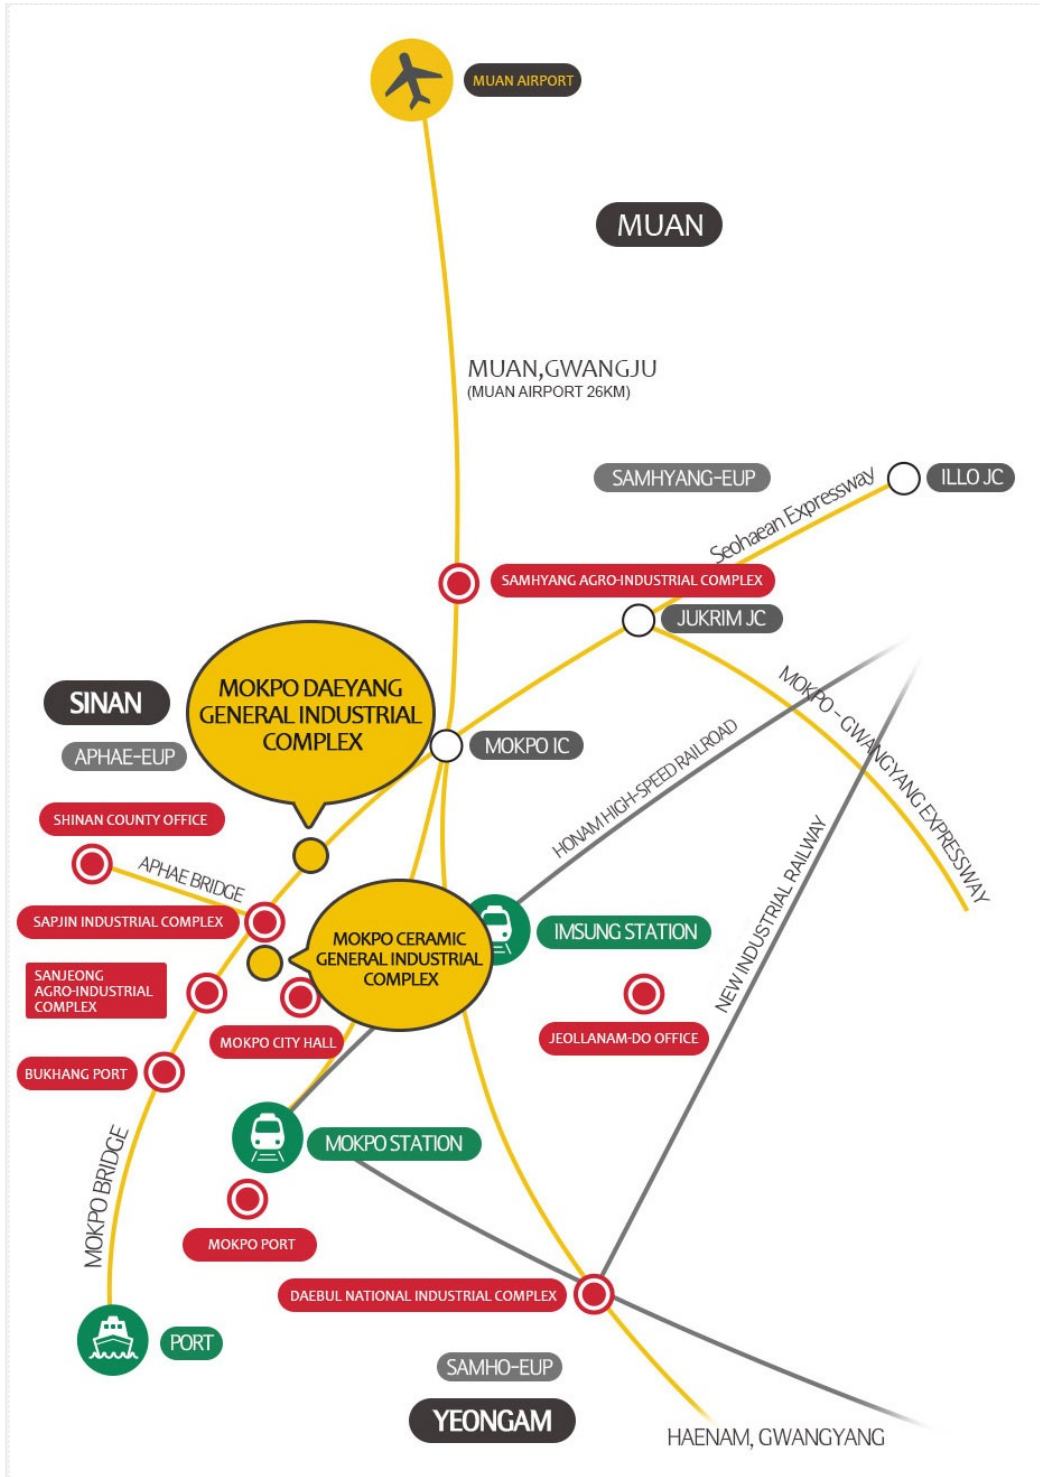 MUAN AIRPORT
MUAN
MUAN,GWANGJU
(MUAN AIRPORT 26KM)
SAMHYANG-EUP
Seohaean Expressway
ILLO JC
SAMHYANG AGRO-INDUSTRIAL COMPLEX
JUKRIM JC
MOKPO DAEYANG
GENERAL INDUSTRIAL
COMPLEX
SINAN
APHAE-EUP
MOKPO IC
MOKPO - GWANGYANG EXPRESSWAY
HONAM HIGH-SPEED RAILROAD
NEW INDUSTRIAL RAILWAY
SHINAN COUNTY OFFICE
APHAE BRIDGE
SAPJIN INDUSTRIAL COMPLEX
MOKPO CERAMIC
GENERAL INDUSTRIAL
COMPLEX
IMSUNG STATION
SANJEONG
AGRO-INDUSTRIAL
COMPLEX
MOKPO CITY HALL
JEOLLANAM-DO OFFICE
BUKHANG PORT
MOKPO BRIDGE
MOKPO STATION
MOKPO PORT
DAEBUL NATIONAL INDUSTRIAL COMPLEX
PORT
SAMHO-EUP
YEONGAM
HAENAM, GWANGYANG